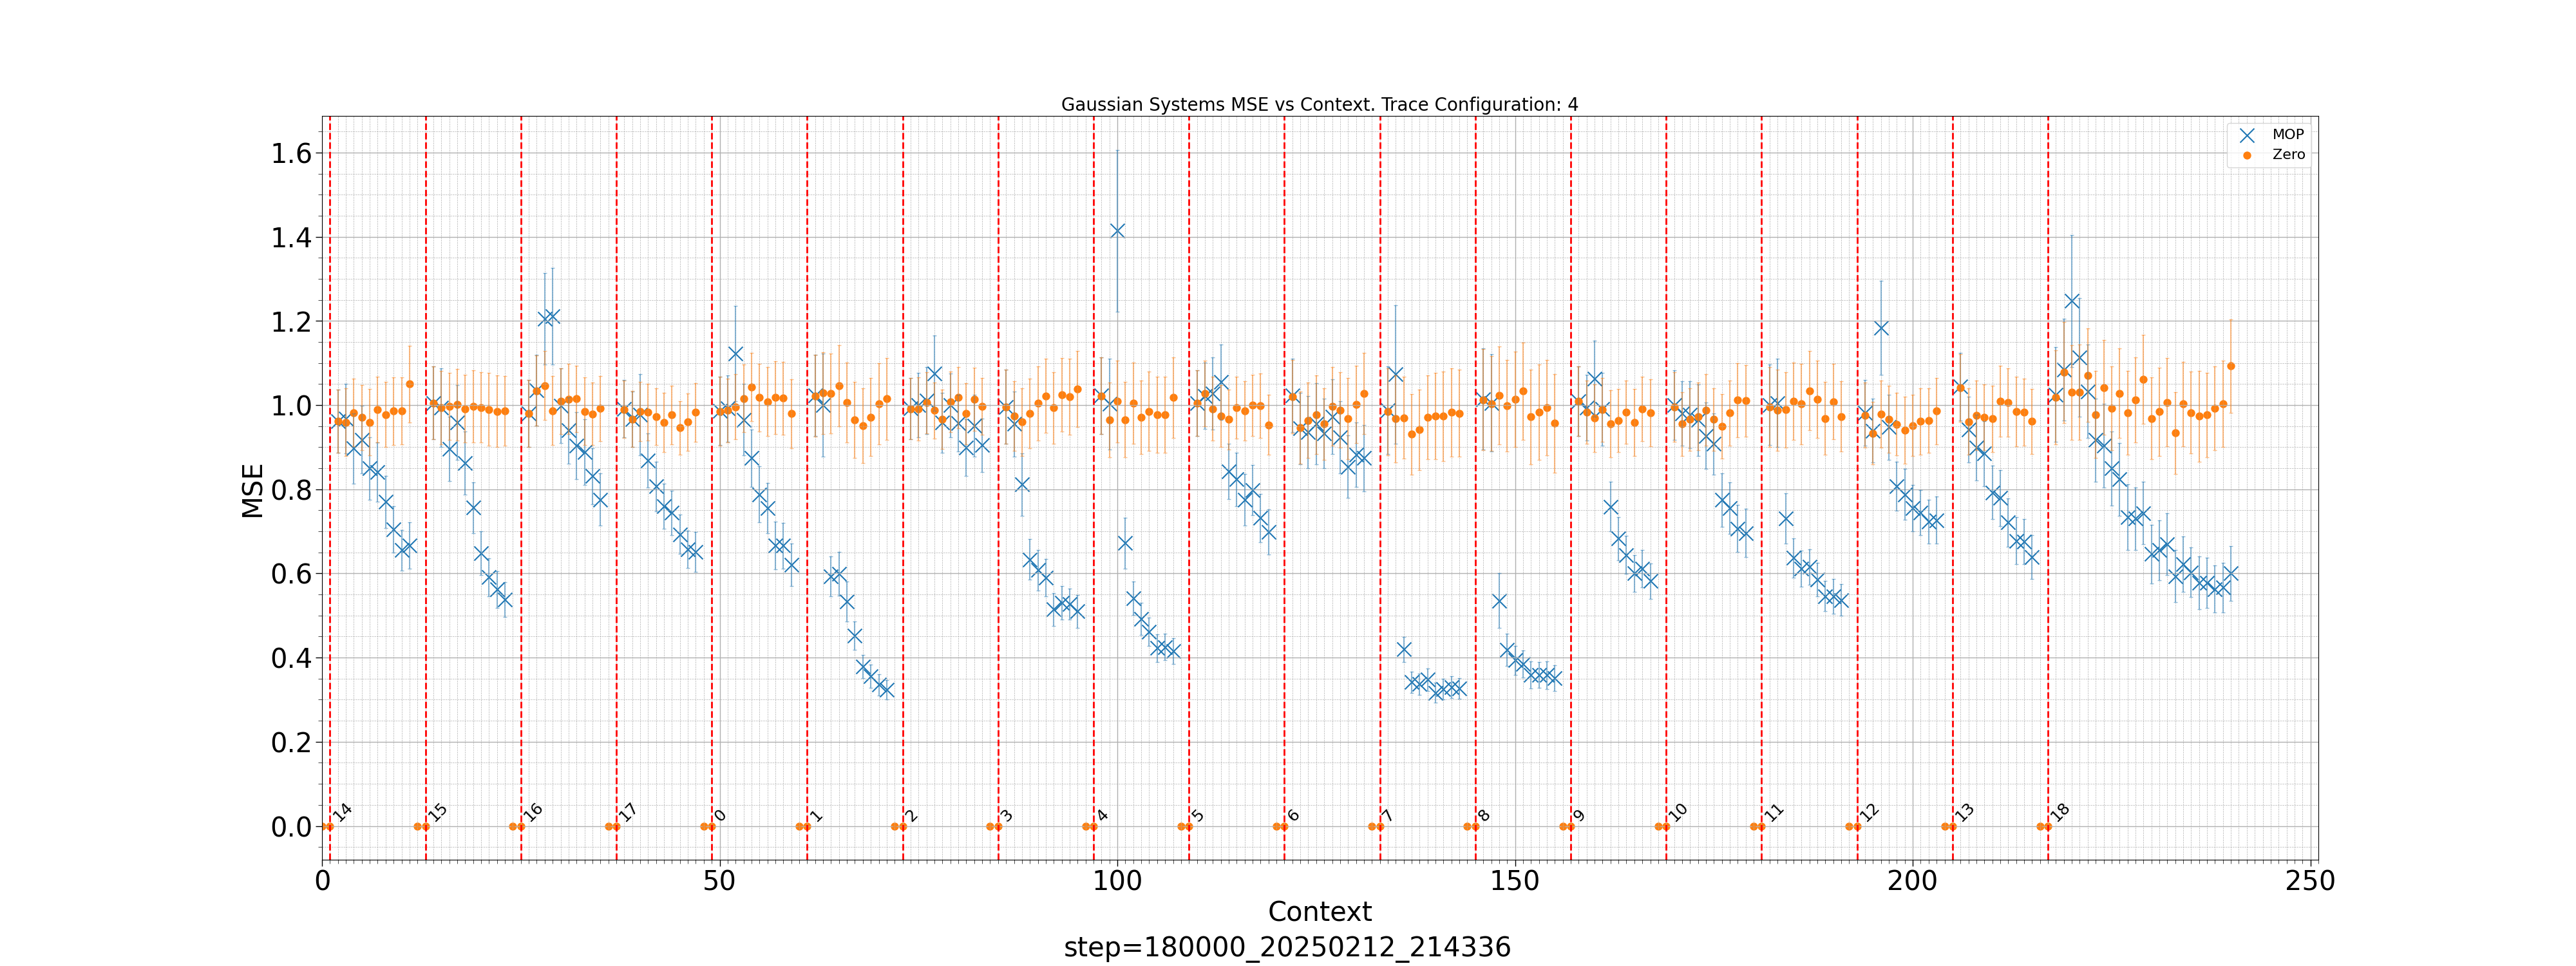 Gaussian Systems MSE vs Context. Trace Configuration: 4
MOP
Zero
1.6
1.4
1.2
1.0
0.8
0.6
0.4
0.2
0.0
MSE
14 15 16 17 0 1 2 3 4 5 6 7 8 9 10 11 12 13 18
0 50 100 150 200 250
Context
step=180000_20250212_214336